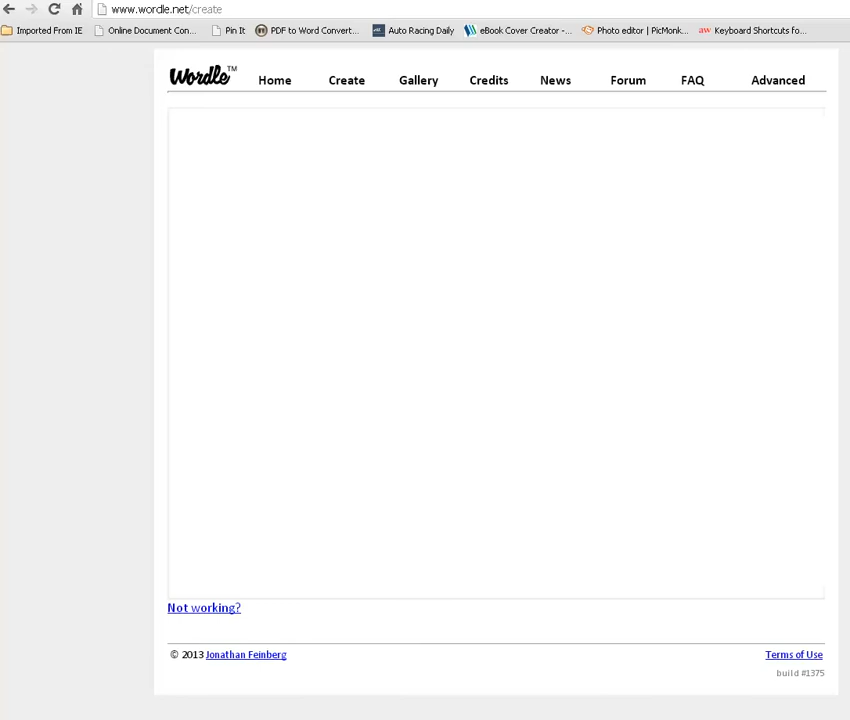 www.wordle.net/create
Imported From IE Online Document Con... Pin It PDF to Word Convert... Auto Racing Daily eBook Cover Creator -... Photo editor | PicMonk... aw Keyboard Shortcuts fo...
Wordle™ Home Create Gallery Credits News Forum FAQ Advanced
Not working?
© 2013 Jonathan Feinberg Terms of Use
build #1375